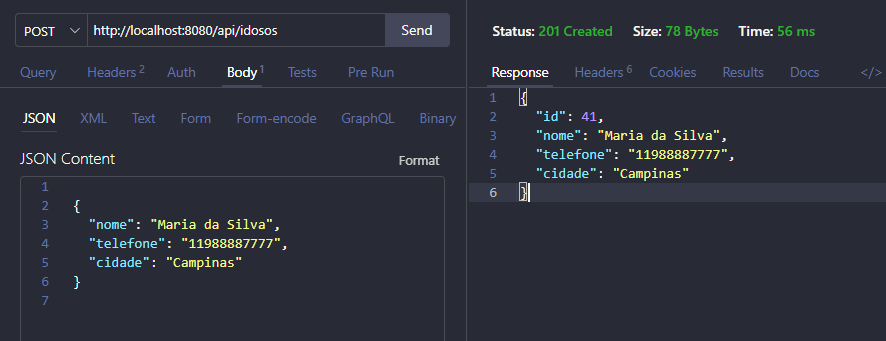 POST http://localhost:8080/api/idosos Send
Query Headers 2 Auth Body 1 Tests Pre Run
JSON XML Text Form Form-encode GraphQL Binary
JSON Content Format
1
2 {
3 "nome": "Maria da Silva",
4 "telefone": "11988887777",
5 "cidade": "Campinas"
6 }
7
Status: 201 Created Size: 78 Bytes Time: 56 ms
Response Headers 6 Cookies Results Docs </>
1 {
2 "id": 41,
3 "nome": "Maria da Silva",
4 "telefone": "11988887777",
5 "cidade": "Campinas"
6 }